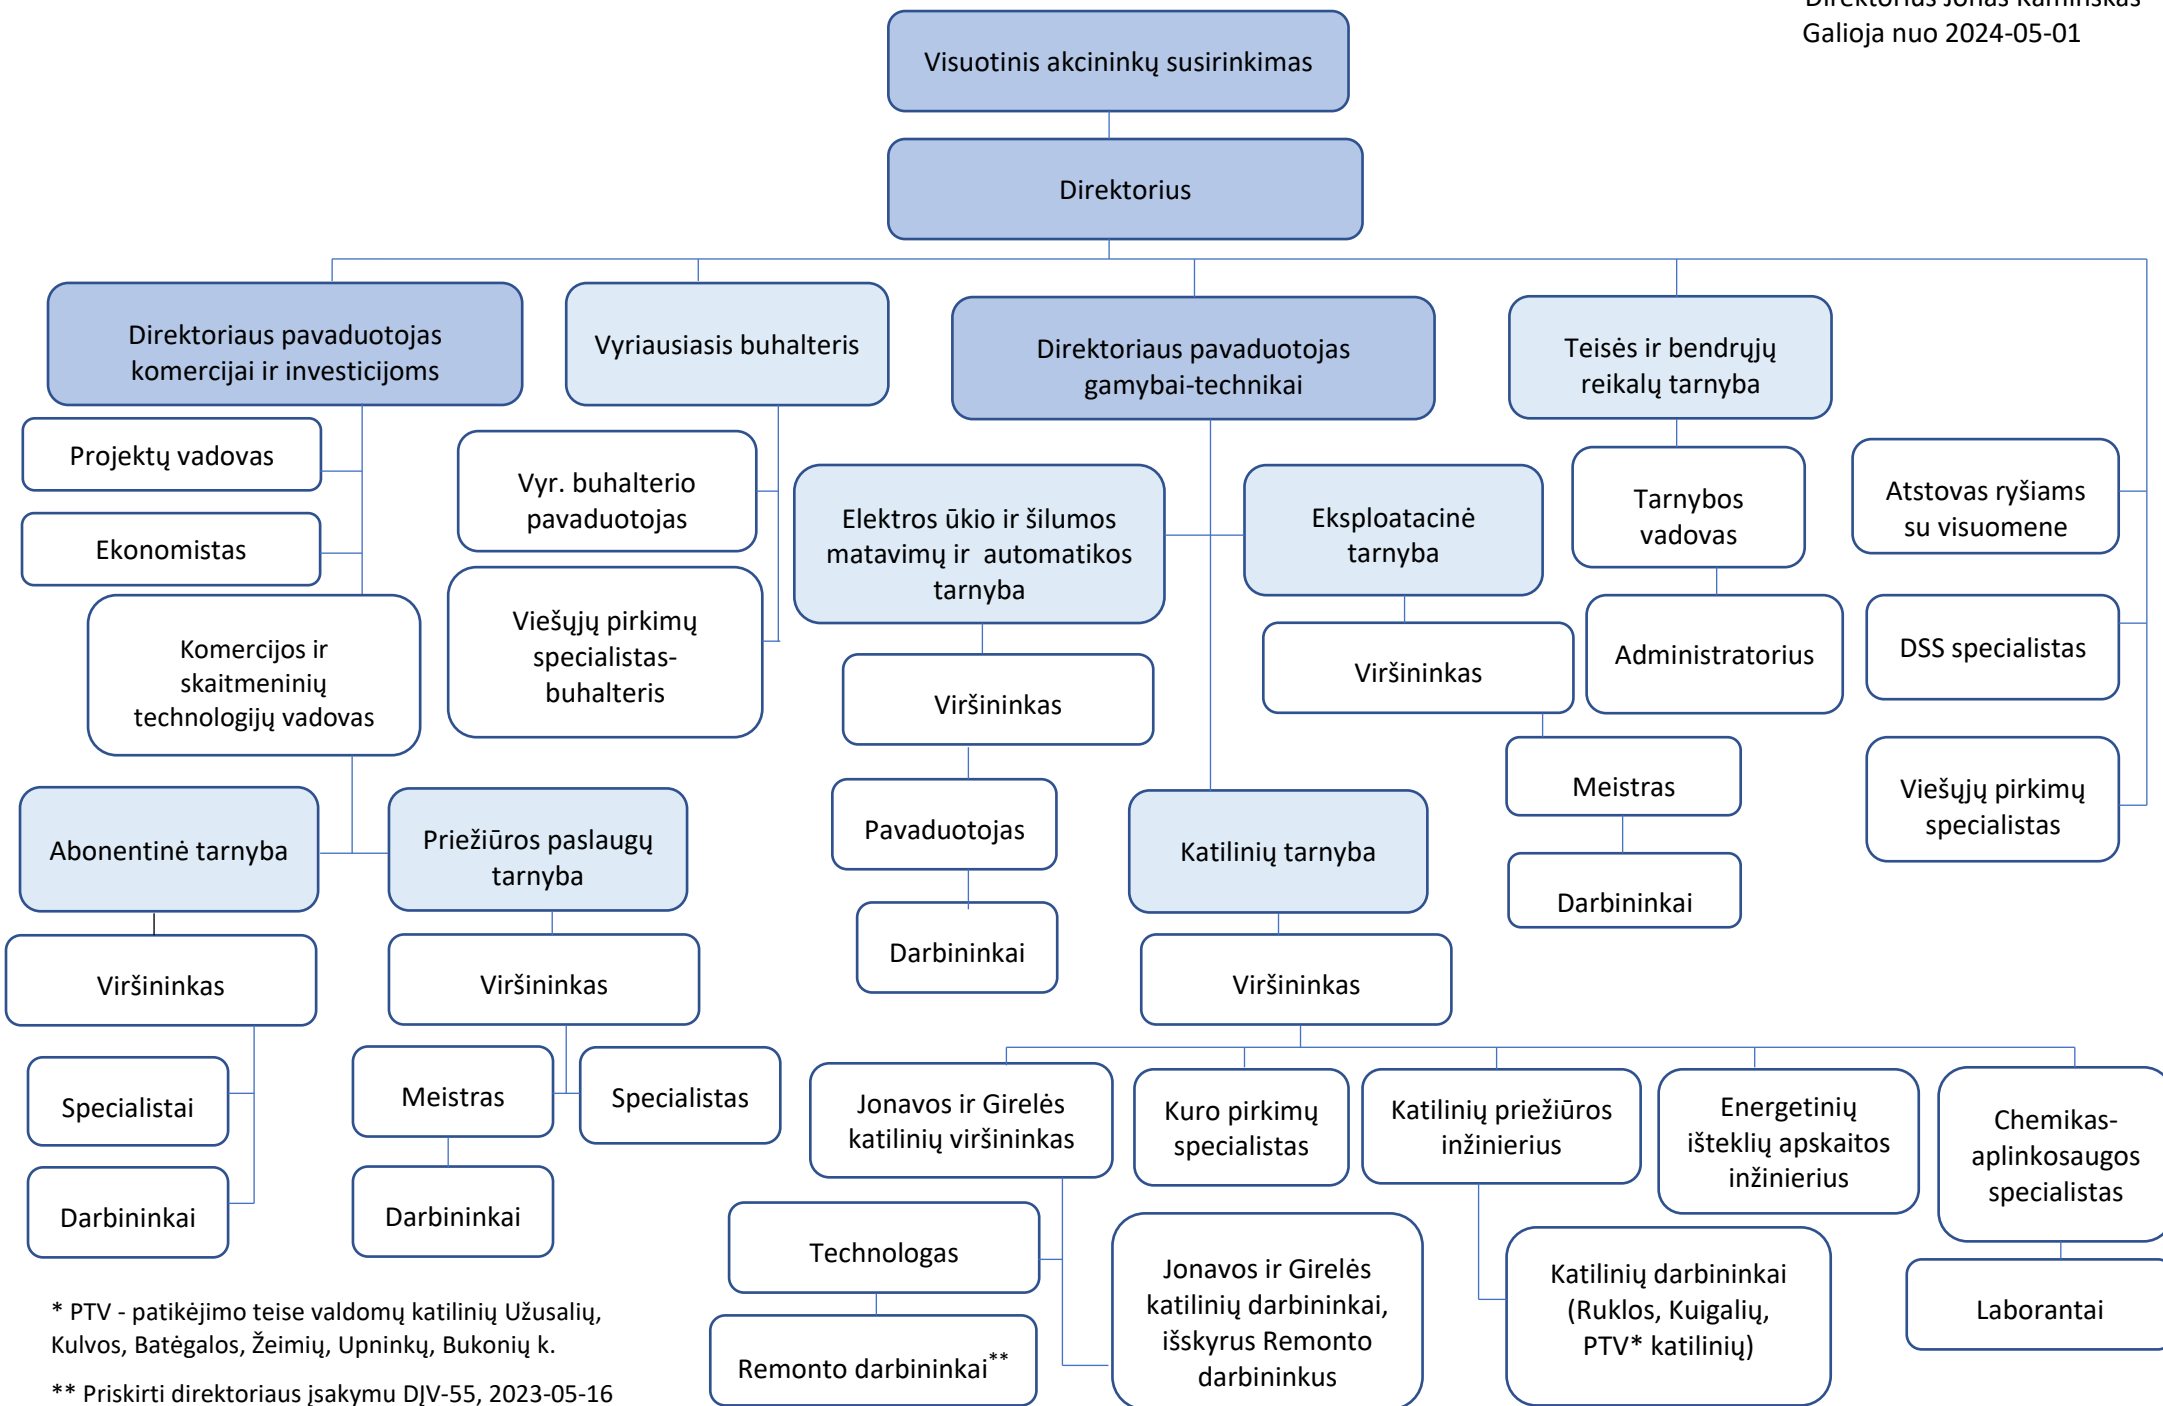 Direktorius Jonas Kaminskas
Galioja nuo 2024-05-01
Visuotinis akcininkų susirinkimas
Direktorius
Direktoriaus pavaduotojas
komercijai ir investicijoms
Vyriausiasis buhalteris
Direktoriaus pavaduotojas
gamybai-technikai
Teisės ir bendrųjų
reikalų tarnyba
Projektų vadovas
Ekonomistas
Komercijos ir
skaitmeninių
technologijų vadovas
Vyr. buhalterio
pavaduotojas
Viešųjų pirkimų
specialistas-
buhalteris
Elektros ūkio ir šilumos
matavimų ir  automatikos
tarnyba
Eksploatacinė
tarnyba
Tarnybos
vadovas
Atstovas ryšiams
su visuomene
Viršininkas
Viršininkas
Administratorius
DSS specialistas
Meistras
Viešųjų pirkimų
specialistas
Abonentinė tarnyba
Priežiūros paslaugų
tarnyba
Pavaduotojas
Katilinių tarnyba
Darbininkai
Darbininkai
Viršininkas
Viršininkas
Viršininkas
Specialistai
Meistras
Specialistas
Darbininkai
Darbininkai
Jonavos ir Girelės
katilinių viršininkas
Kuro pirkimų
specialistas
Katilinių priežiūros
inžinierius
Energetinių
išteklių apskaitos
inžinierius
Chemikas-
aplinkosaugos
specialistas
Technologas
Remonto darbininkai**
Jonavos ir Girelės
katilinių darbininkai,
išskyrus Remonto
darbininkus
Katilinių darbininkai
(Ruklos, Kuigalių,
PTV* katilinių)
Laborantai
* PTV - patikėjimo teise valdomų katilinių Užusalių,
Kulvos, Batėgalos, Žeimių, Upninkų, Bukonių k.
** Priskirti direktoriaus įsakymu DĮV-55, 2023-05-16